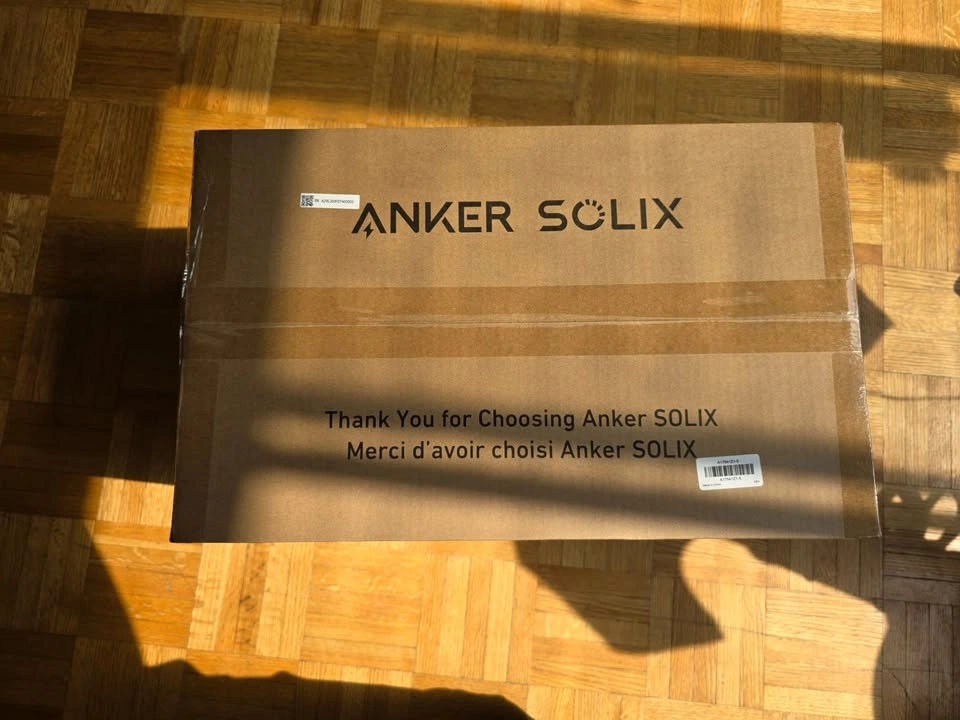 ANKER SOLIX
Thank You for Choosing Anker SOLIX
Merci d'avoir choisi Anker SOLIX